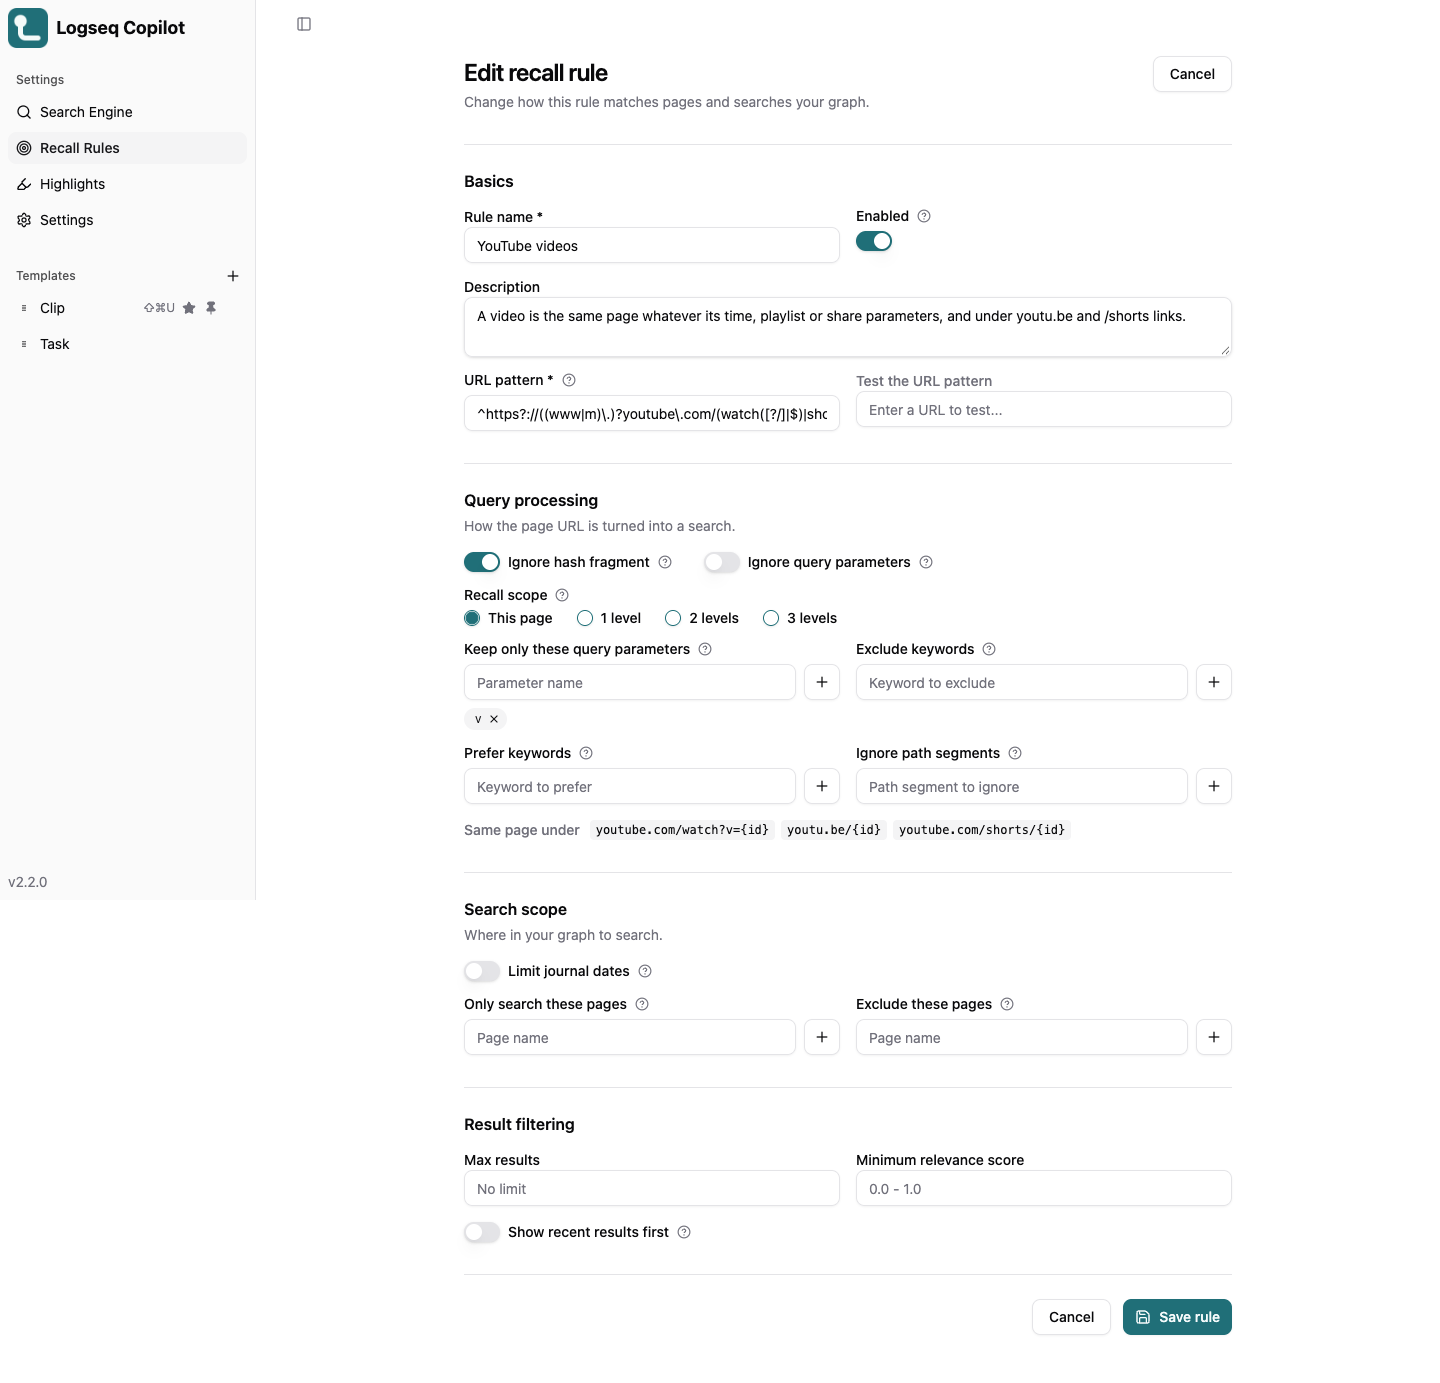 Logseq Copilot
Settings
Search Engine
Recall Rules
Highlights
Settings
Templates
Clip ⇧⌘U
Task
v2.2.0
Edit recall rule
Cancel
Change how this rule matches pages and searches your graph.
Basics
Rule name *
YouTube videos
Enabled
Description
A video is the same page whatever its time, playlist or share parameters, and under youtu.be and /shorts links.
URL pattern *
^https?://((www|m)\.)?youtube\.com/(watch([?/]|$)|sho
Test the URL pattern
Enter a URL to test...
Query processing
How the page URL is turned into a search.
Ignore hash fragment
Ignore query parameters
Recall scope
This page
1 level
2 levels
3 levels
Keep only these query parameters
Parameter name
v
Exclude keywords
Keyword to exclude
Prefer keywords
Keyword to prefer
Ignore path segments
Path segment to ignore
Same page under youtube.com/watch?v={id} youtu.be/{id} youtube.com/shorts/{id}
Search scope
Where in your graph to search.
Limit journal dates
Only search these pages
Page name
Exclude these pages
Page name
Result filtering
Max results
No limit
Minimum relevance score
0.0 - 1.0
Show recent results first
Cancel
Save rule